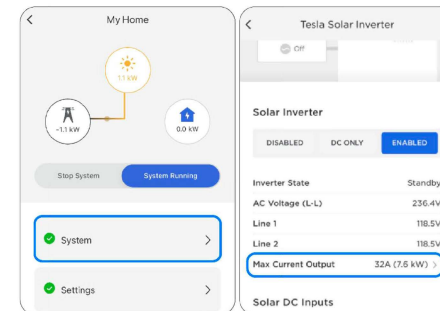 My Home
1.1 kW
-1.1 kW
0.0 kW
Stop System
System Running
System
Settings
Tesla Solar Inverter
Off
Solar Inverter
DISABLED
DC ONLY
ENABLED
Inverter State Standby
AC Voltage (L-L) 236.4V
Line 1 118.5V
Line 2 118.5V
Max Current Output 32A (7.6 kW)
Solar DC Inputs